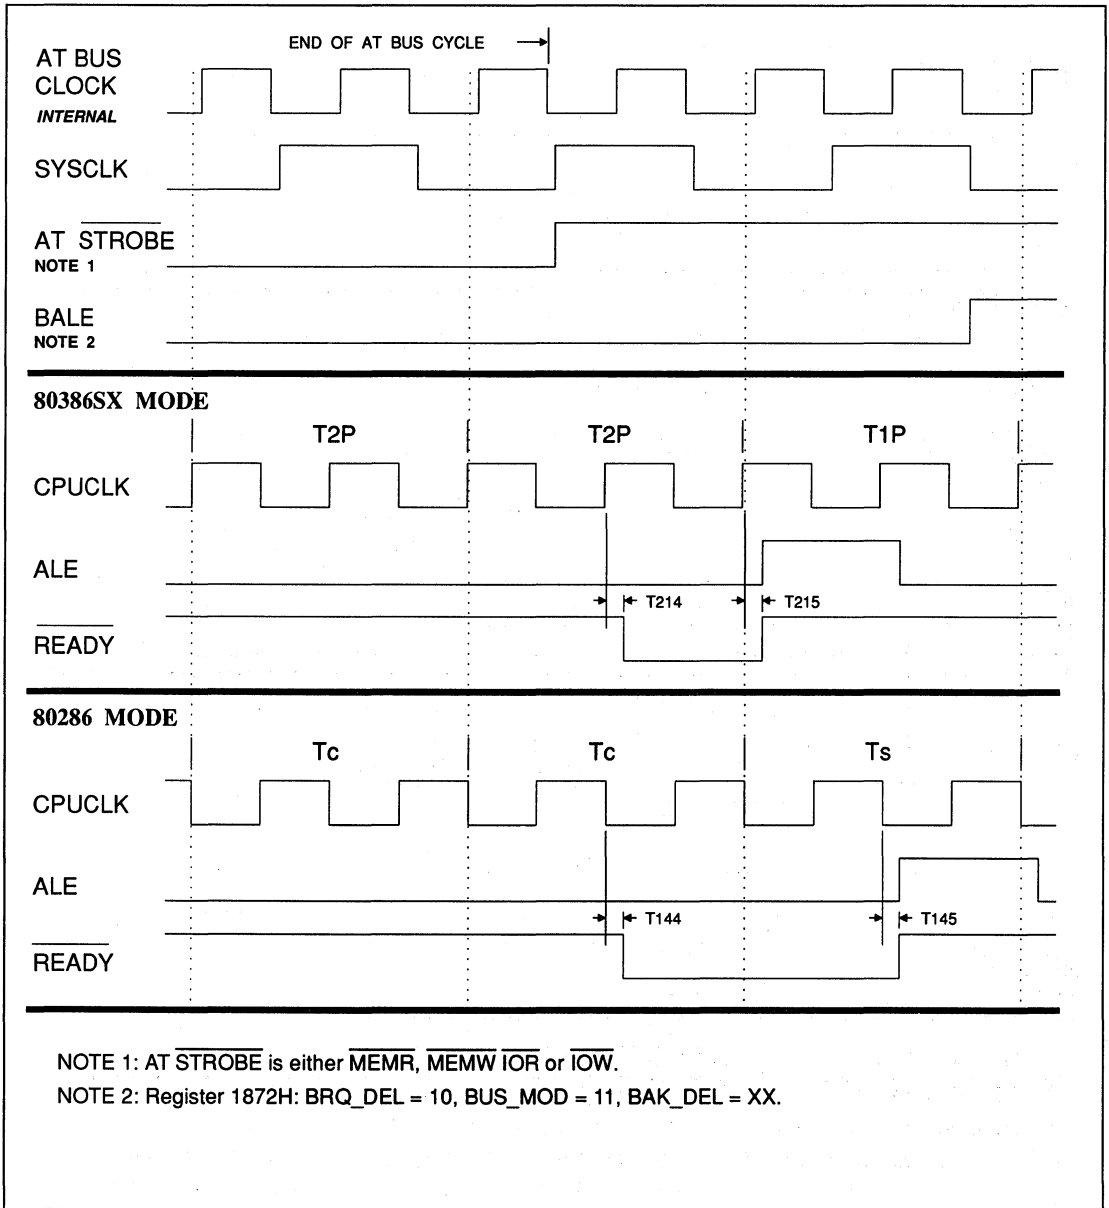 END OF AT BUS CYCLE
AT BUS
CLOCK
INTERNAL
SYSCLK
AT STROBE
NOTE 1
BALE
NOTE 2
80386SX MODE
T2P T2P T1P
CPUCLK
ALE
T214 T215
READY
80286 MODE
Tc Tc Ts
CPUCLK
ALE
T144 T145
READY
NOTE 1: AT STROBE is either MEMR, MEMW IOR or IOW.
NOTE 2: Register 1872H: BRQ_DEL = 10, BUS_MOD = 11, BAK_DEL = XX.